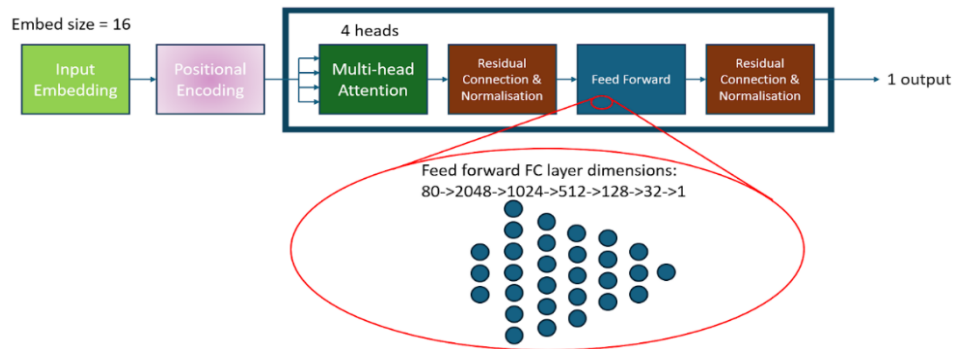 Embed size = 16
4 heads
Input
Embedding
Positional
Encoding
Multi-head
Attention
Residual
Connection &
Normalisation
Feed Forward
Residual
Connection &
Normalisation
1 output
Feed forward FC layer dimensions:
80->2048->1024->512->128->32->1